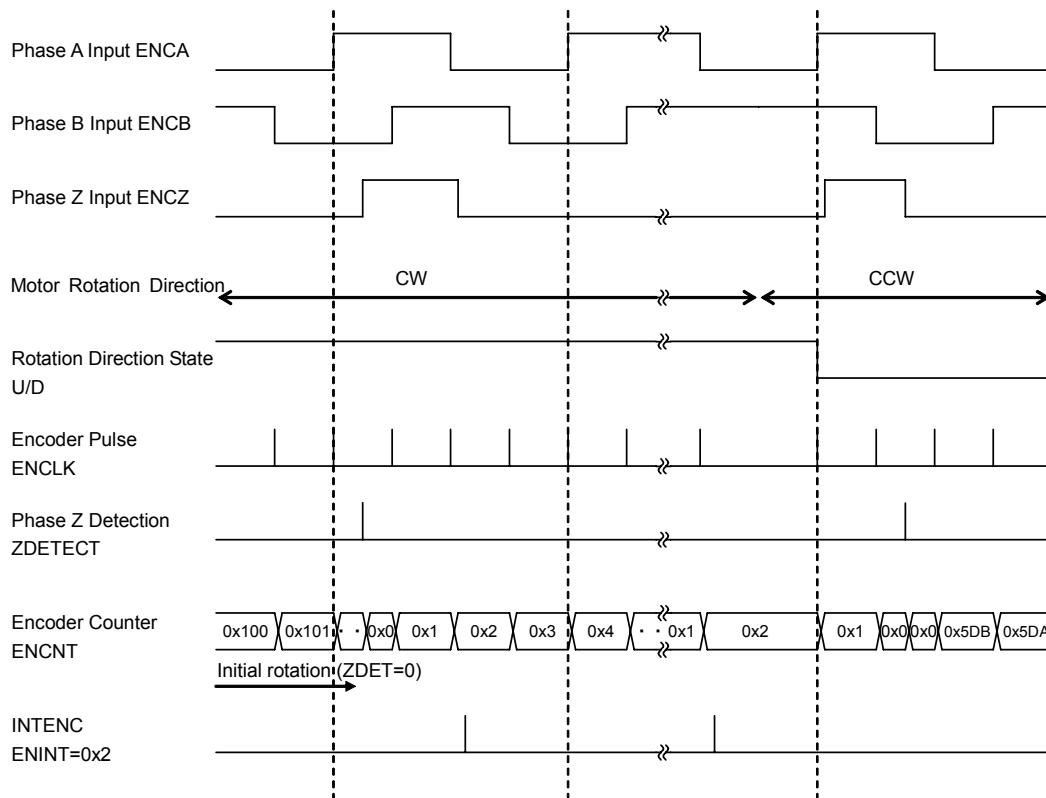 Phase A Input ENCA
Phase B Input ENCB
Phase Z Input ENCZ
Motor Rotation Direction
CW
CCW
Rotation Direction State
U/D
Encoder Pulse
ENCLK
Phase Z Detection
ZDETECT
Encoder Counter
ENCNT
0x100 0x101 ·· 0x0 0x1 0x2 0x3 0x4 ·· 0x1 0x2 0x1 0x0 0x0 0x5DB 0x5DA
Initial rotation (ZDET=0)
INTENC
ENINT=0x2